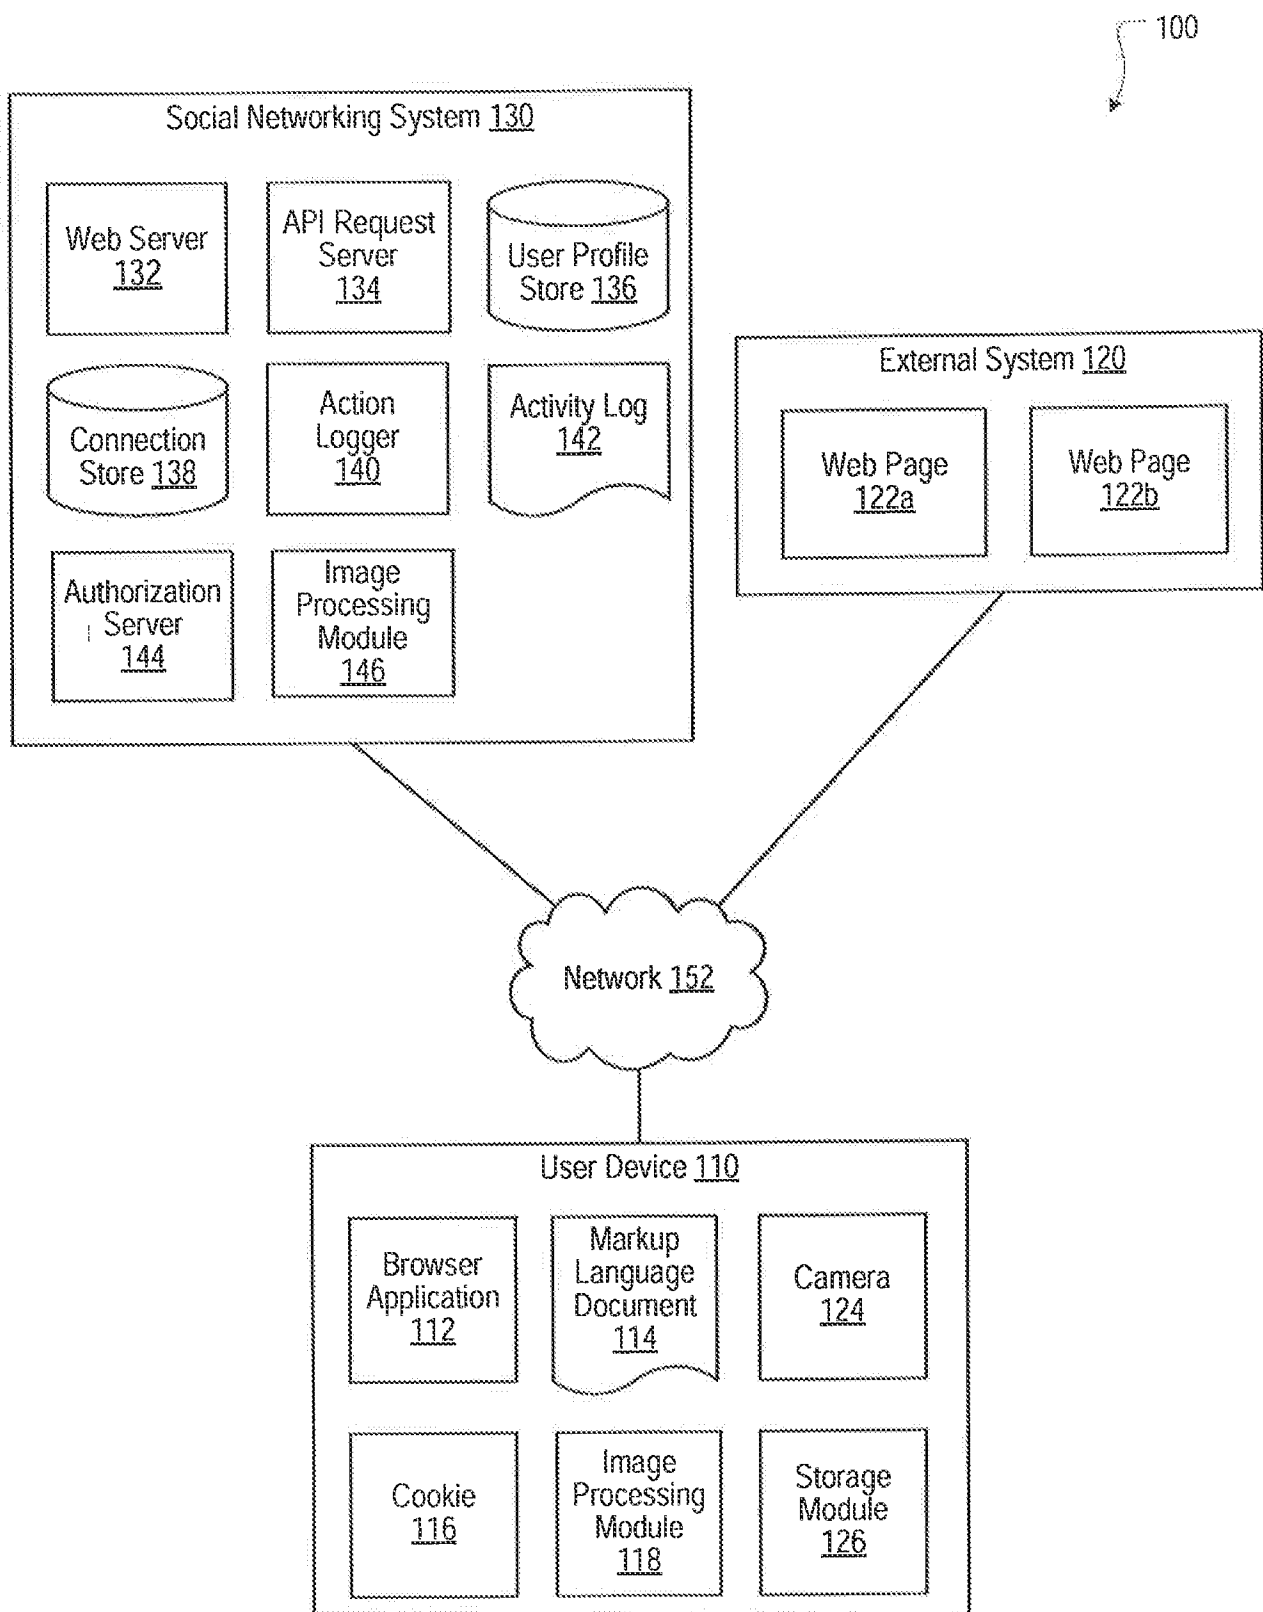 100
Social Networking System 130
Web Server
132
API Request
Server
134
User Profile
Store 136
Connection
Store 138
Action
Logger
140
Activity Log
142
Authorization
Server
144
Image
Processing
Module
146
External System 120
Web Page
122a
Web Page
122b
Network 152
User Device 110
Browser
Application
112
Markup
Language
Document
114
Camera
124
Cookie
116
Image
Processing
Module
118
Storage
Module
126